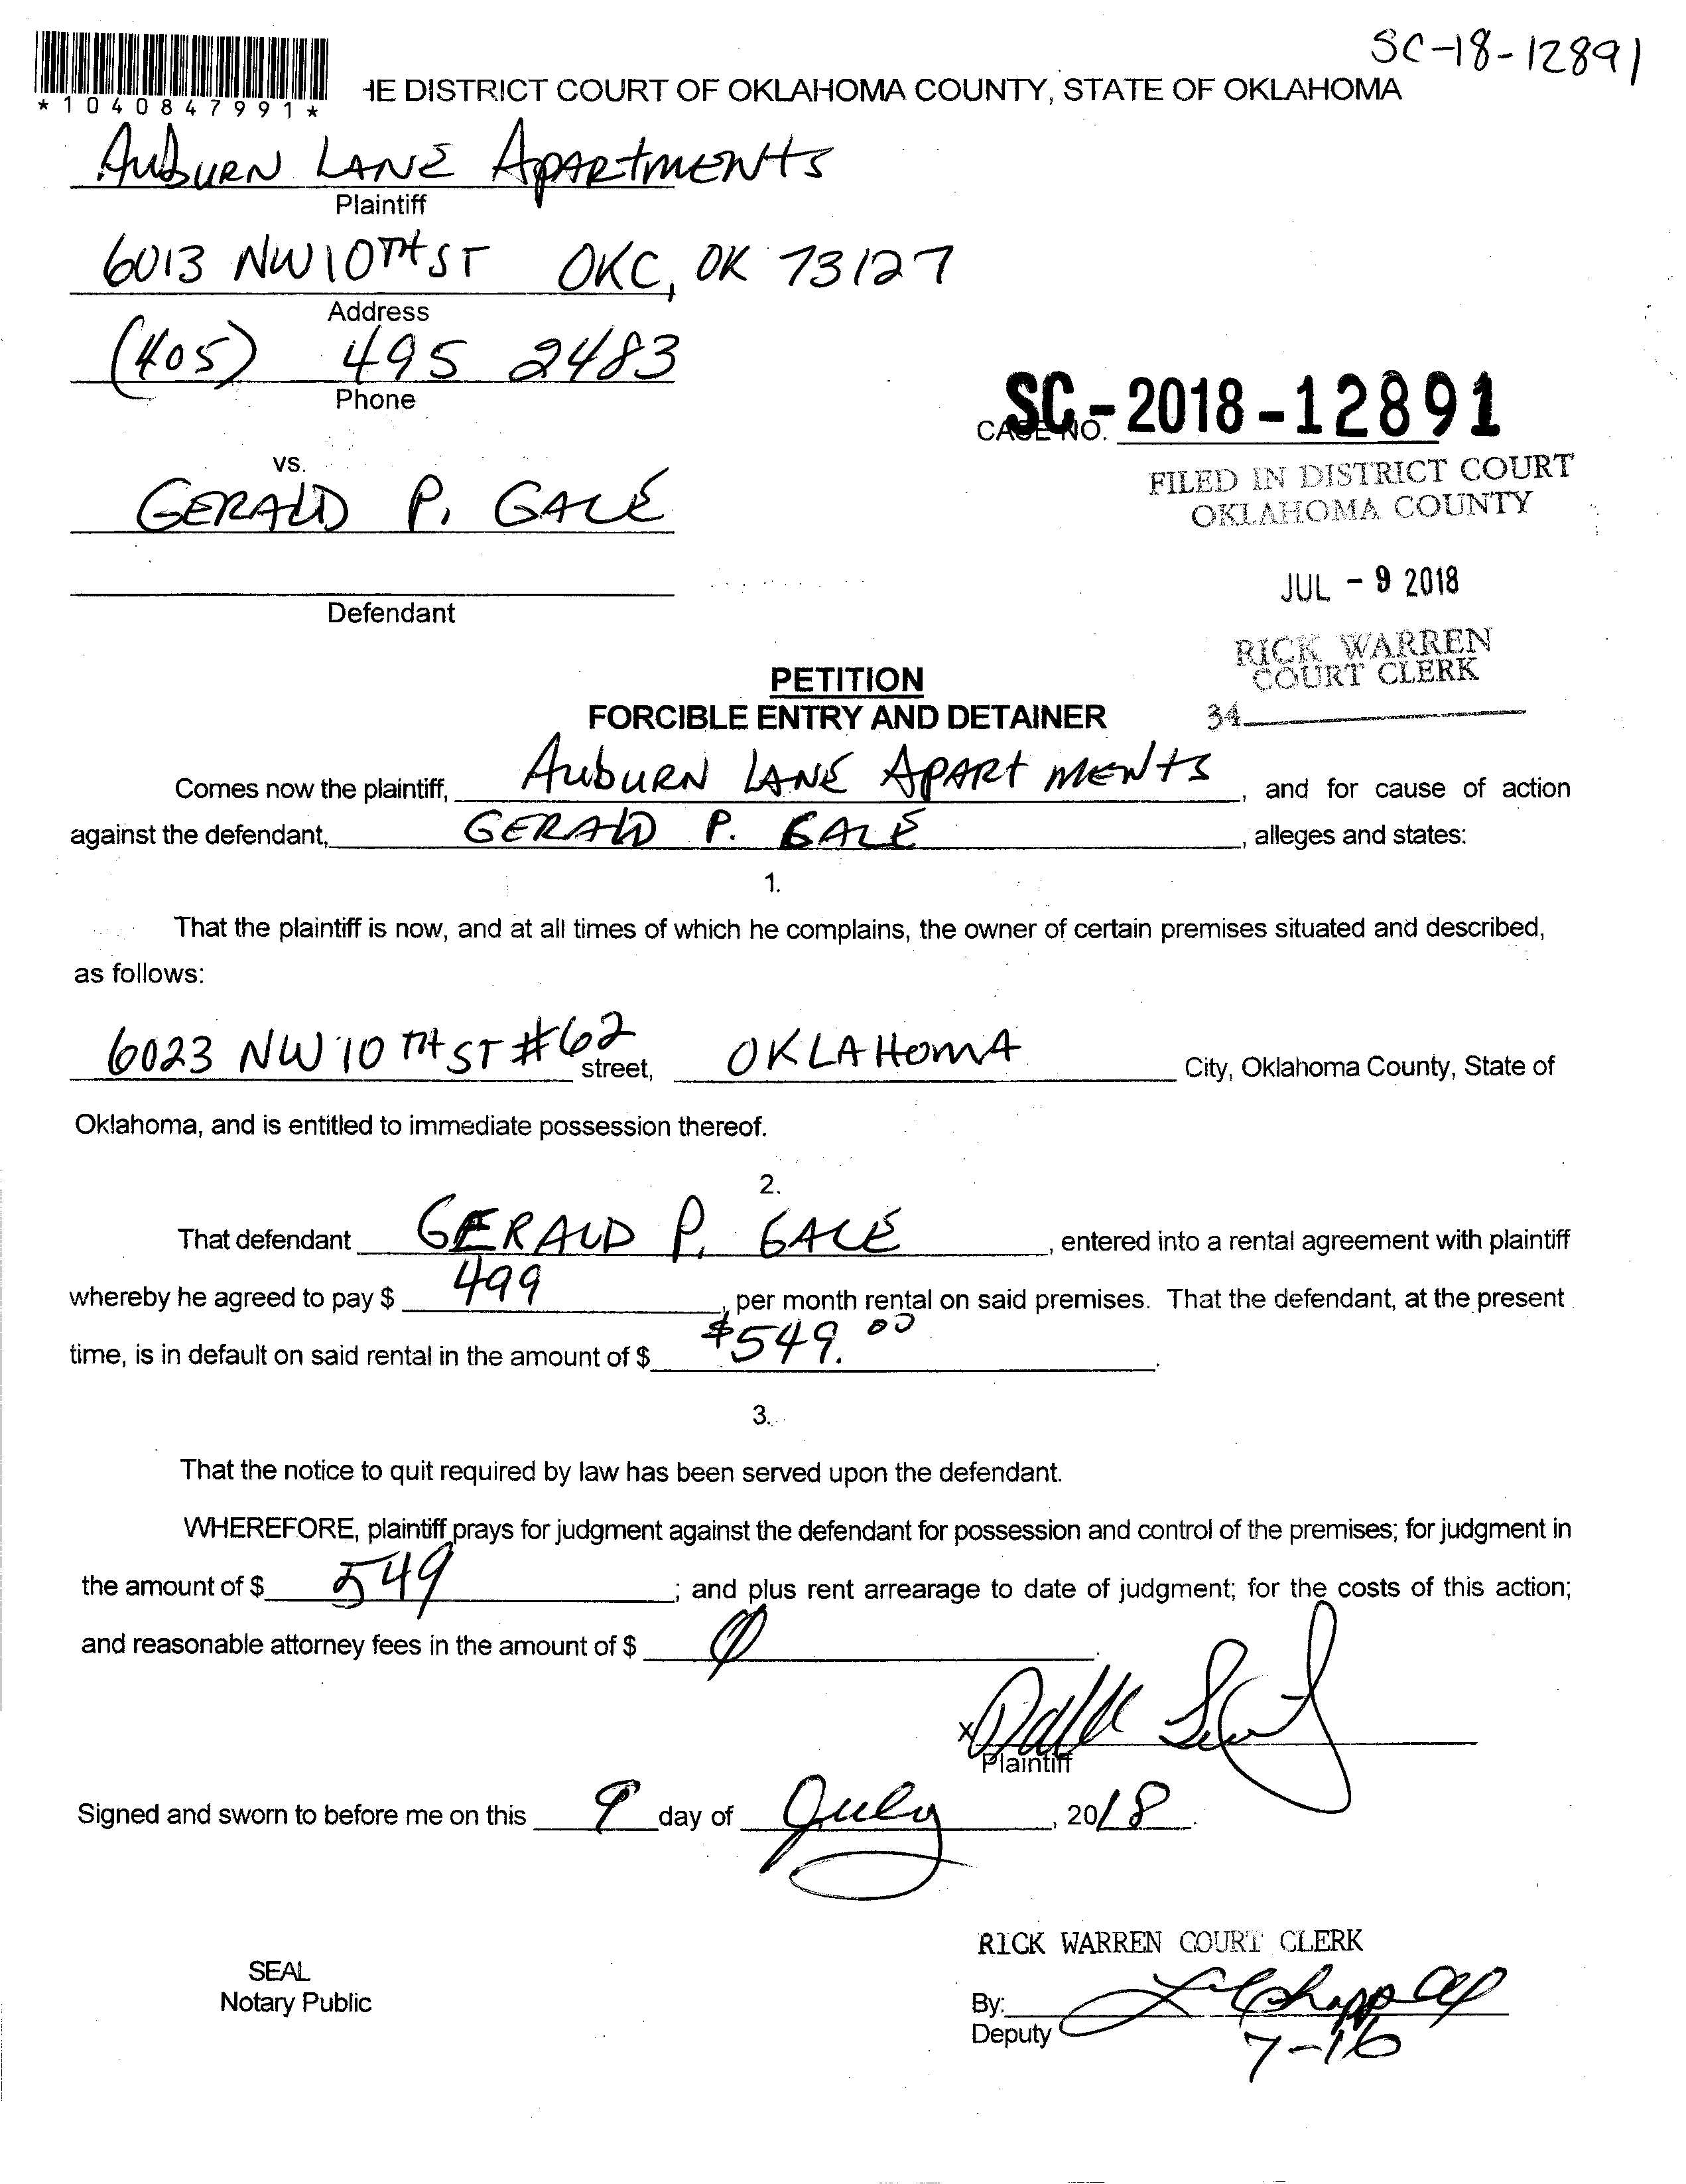 SC-18-12891
*1040847991*
HE DISTRICT COURT OF OKLAHOMA COUNTY, STATE OF OKLAHOMA
AUBURN LANE APARTMENTS
Plaintiff
6013 NW 10TH ST OKC, OK 73127
Address
(405) 495 2483
Phone
SC-2018-12891
CASE NO.
vs.
FILED IN DISTRICT COURT
OKLAHOMA COUNTY
GERALD P. GALE
JUL - 9 2018
Defendant
RICK WARREN
COURT CLERK
34
PETITION
FORCIBLE ENTRY AND DETAINER
Comes now the plaintiff, AUBURN LANE APARTMENTS, and for cause of action
against the defendant, GERALD P. GALE, alleges and states:
1.
That the plaintiff is now, and at all times of which he complains, the owner of certain premises situated and described,
as follows:
6023 NW 10TH ST #62 street, OKLAHOMA City, Oklahoma County, State of
Oklahoma, and is entitled to immediate possession thereof.
2.
That defendant GERALD P. GALE, entered into a rental agreement with plaintiff
whereby he agreed to pay $ 499, per month rental on said premises. That the defendant, at the present
time, is in default on said rental in the amount of $ $549.00.
3.
That the notice to quit required by law has been served upon the defendant.
WHEREFORE, plaintiff prays for judgment against the defendant for possession and control of the premises; for judgment in
the amount of $ 549; and plus rent arrearage to date of judgment; for the costs of this action;
and reasonable attorney fees in the amount of $ 0.
X
Plaintiff
Signed and sworn to before me on this 9 day of July, 2018.
RICK WARREN COURT CLERK
SEAL
Notary Public
By:
Deputy
7-16